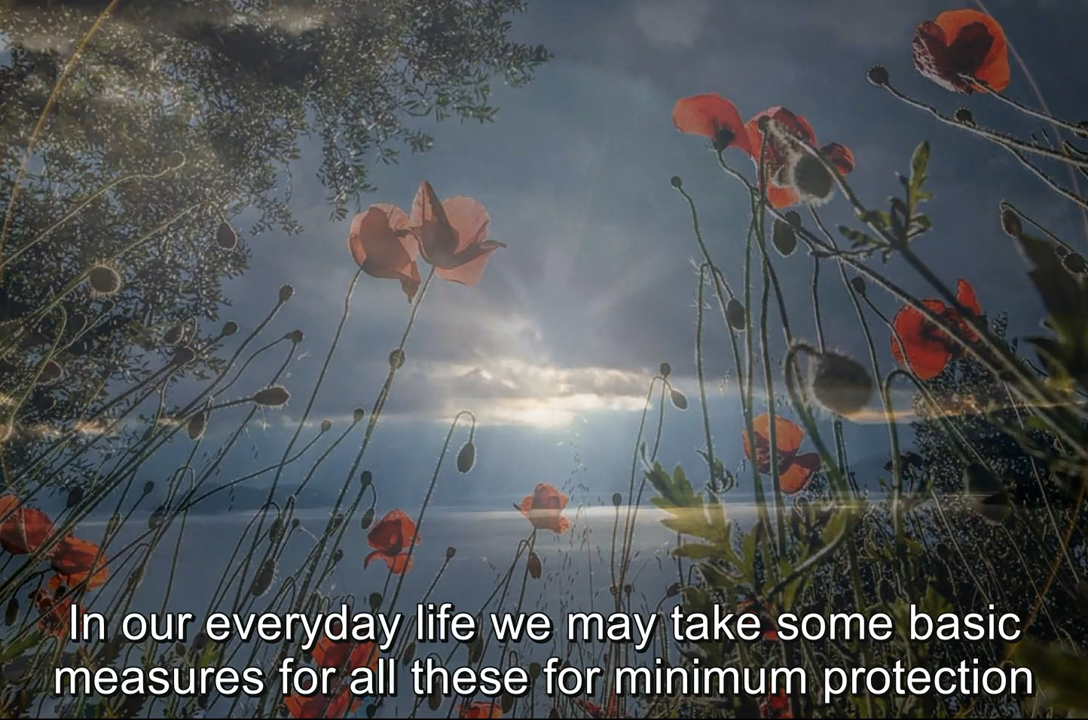 In our everyday life we may take some basic
measures for all these for minimum protection